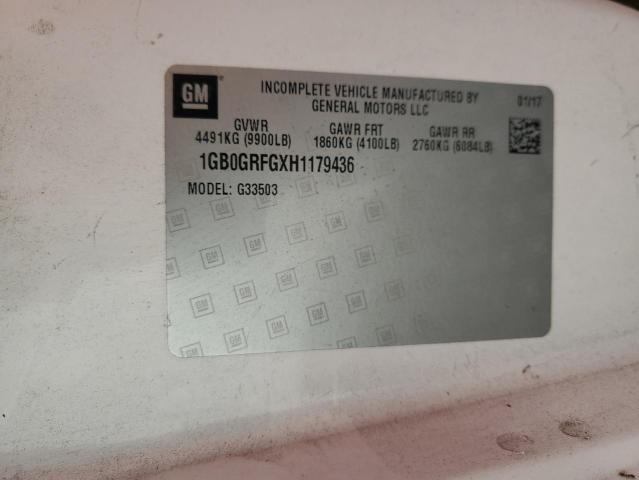 GM® INCOMPLETE VEHICLE MANUFACTURED BY 01/17
GENERAL MOTORS LLC
GVWR GAWR FRT GAWR RR
4491KG (9900LB) 1860KG (4100LB) 2760KG (6084LB)
1GB0GRFGXH1179436
MODEL: G33503